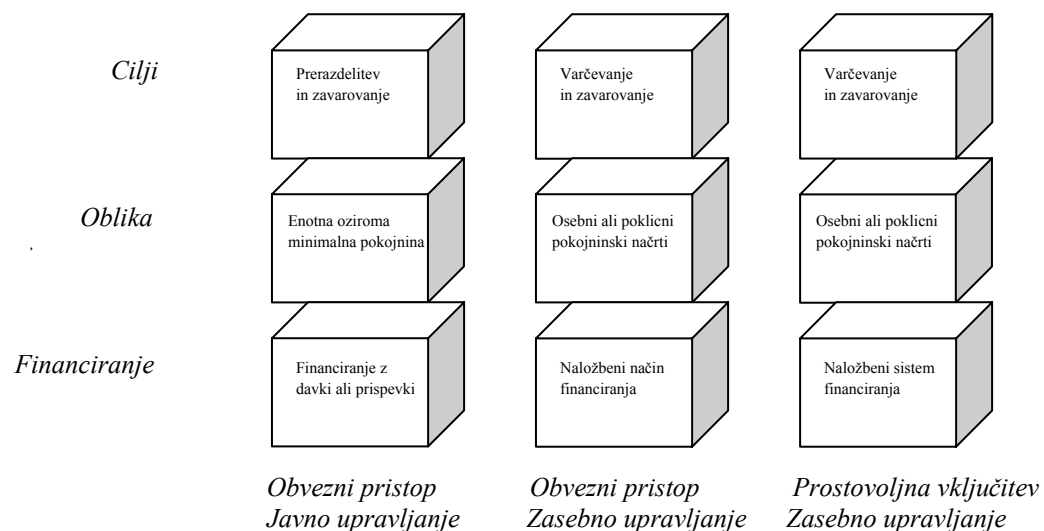 Cilji
Prerazdelitev
in zavarovanje
Varčevanje
in zavarovanje
Varčevanje
in zavarovanje
Oblika
,
Enotna oziroma
minimalna pokojnina
Osebni ali poklicni
pokojninski načrti
Osebni ali poklicni
pokojninski načrti
Financiranje
Financiranje z
davki ali prispevki
Naložbeni način
financiranja
Naložbeni sistem
financiranja
Obvezni pristop
Javno upravljanje
Obvezni pristop
Zasebno upravljanje
Prostovoljna vključitev
Zasebno upravljanje